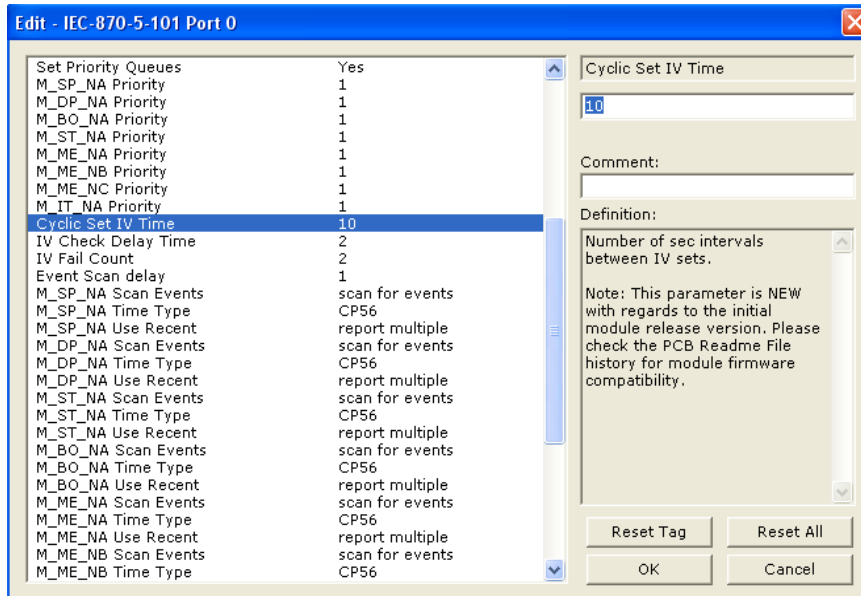 Edit - IEC-870-5-101 Port 0
Set Priority Queues Yes
M_SP_NA Priority 1
M_DP_NA Priority 1
M_BO_NA Priority 1
M_ST_NA Priority 1
M_ME_NA Priority 1
M_ME_NB Priority 1
M_ME_NC Priority 1
M_IT_NA Priority 1
Cyclic Set IV Time 10
IV Check Delay Time 2
IV Fail Count 2
Event Scan delay 1
M_SP_NA Scan Events scan for events
M_SP_NA Time Type CP56
M_SP_NA Use Recent report multiple
M_DP_NA Scan Events scan for events
M_DP_NA Time Type CP56
M_DP_NA Use Recent report multiple
M_ST_NA Scan Events scan for events
M_ST_NA Time Type CP56
M_ST_NA Use Recent report multiple
M_BO_NA Scan Events scan for events
M_BO_NA Time Type CP56
M_BO_NA Use Recent report multiple
M_ME_NA Scan Events scan for events
M_ME_NA Time Type CP56
M_ME_NA Use Recent report multiple
M_ME_NB Scan Events scan for events
M_ME_NB Time Type CP56
Cyclic Set IV Time
10
Comment:
Definition:
Number of sec intervals
between IV sets.
Note: This parameter is NEW
with regards to the initial
module release version. Please
check the PCB Readme File
history for module firmware
compatibility.
Reset Tag Reset All
OK Cancel